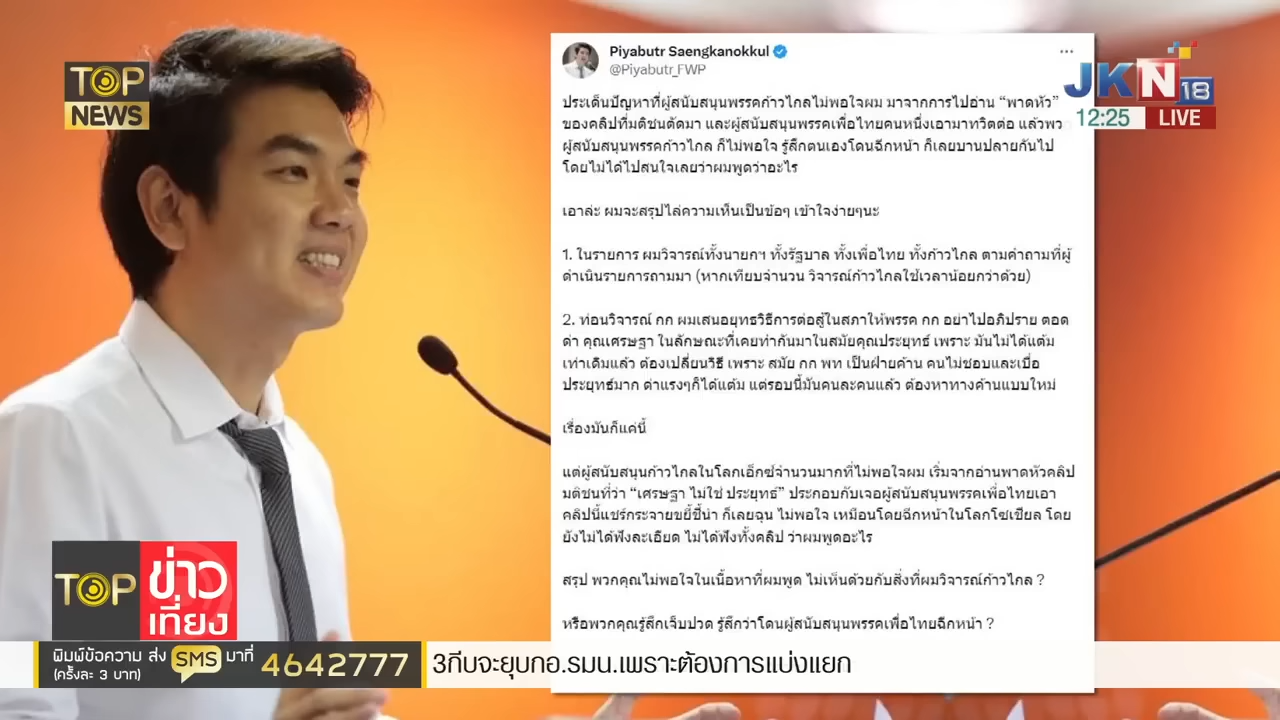 TOP
NEWS
Piyabutr Saengkanokkul
@Piyabutr_FWP
JKN18
12:25 LIVE
ประเด็นปัญหาที่ผู้สนับสนุนพรรคก้าวไกลไม่พอใจผม มาจากการไปอ่าน “พาดหัว”
ของคลิปที่มติชนตัดมา และผู้สนับสนุนพรรคเพื่อไทยคนหนึ่งเอามาทวิตต่อ แล้วพว
ผู้สนับสนุนพรรคก้าวไกล ก็ไม่พอใจ รู้สึกตนเองโดนฉีกหน้า ก็เลยบานปลายกันไป
โดยไม่ได้ไปสนใจเลยว่าผมพูดว่าอะไร
เอาล่ะ ผมจะสรุปไล่ความเห็นเป็นข้อๆ เข้าใจง่ายๆนะ
1. ในรายการ ผมวิจารณ์ทั้งนายกฯ ทั้งรัฐบาล ทั้งเพื่อไทย ทั้งก้าวไกล ตามคำถามที่ผู้
ดำเนินรายการถามมา (หากเทียบจำนวน วิจารณ์ก้าวไกลใช้เวลาน้อยกว่าด้วย)
2. ท่อนวิจารณ์ กก ผมเสนอยุทธวิธีการต่อสู้ในสภาให้พรรค กก อย่าไปอภิปราย ตอด
ด่า คุณเศรษฐา ในลักษณะที่เคยทำกันมาในสมัยคุณประยุทธ์ เพราะ มันไม่ได้แต้ม
เท่าเดิมแล้ว ต้องเปลี่ยนวิธี เพราะ สมัย กก พท เป็นฝ่ายค้าน คนไม่ชอบและเบื่อ
ประยุทธ์มาก ด่าแรงๆก็ได้แต้ม แต่รอบนี้มันคนละคนแล้ว ต้องหาทางค้านแบบใหม่
เรื่องมันก็แค่นี้
แต่ผู้สนับสนุนก้าวไกลในโลกเอ็กซ์จำนวนมากที่ไม่พอใจผม เริ่มจากอ่านพาดหัวคลิป
มติชนที่ว่า “เศรษฐา ไม่ใช่ ประยุทธ์” ประกอบกับเจอผู้สนับสนุนพรรคเพื่อไทยเอา
คลิปนี้แชร์กระจายขยี้ชี้นำ ก็เลยฉุน ไม่พอใจ เหมือนโดยฉีกหน้าในโลกโซเชียล โดย
ยังไม่ได้ฟังละเอียด ไม่ได้ฟังทั้งคลิป ว่าผมพูดอะไร
สรุป พวกคุณไม่พอใจในเนื้อหาที่ผมพูด ไม่เห็นด้วยกับสิ่งที่ผมวิจารณ์ก้าวไกล ?
หรือพวกคุณรู้สึกเจ็บปวด รู้สึกว่าโดนผู้สนับสนุนพรรคเพื่อไทยฉีกหน้า ?
TOP ข่าว
เที่ยง
พิมพ์ข้อความ ส่ง SMS มาที่ 4642777
(ครั้งละ 3 บาท)
3กีบจะยุบกอ.รมน.เพราะต้องการแบ่งแยก